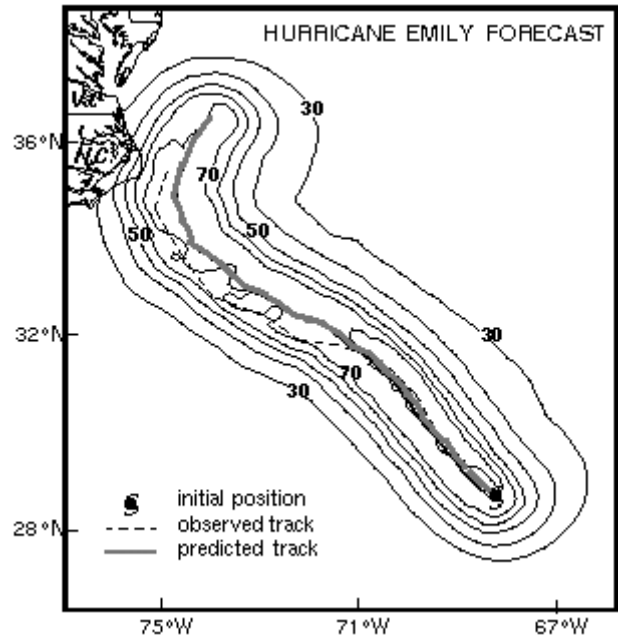 HURRICANE EMILY FORECAST
30
Va.
36°N
N.C.
70
50
50
32°N
30
70
30
initial position
observed track
predicted track
28°N
75°W
71°W
67°W